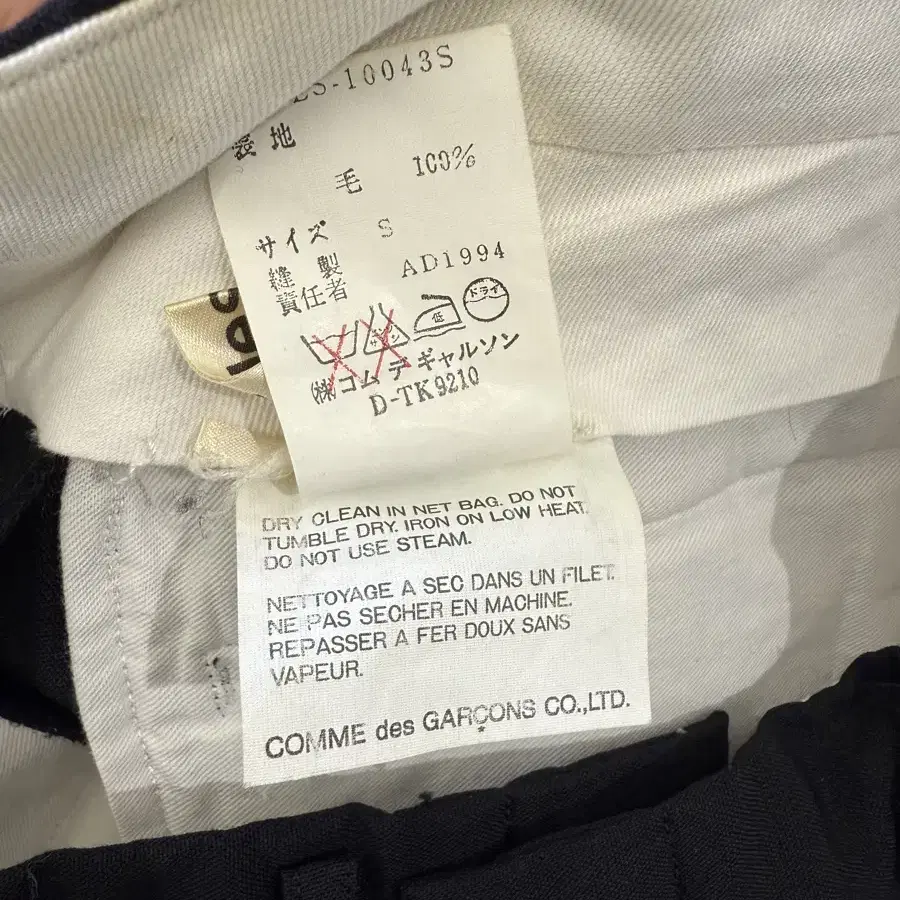 ES-10043S
表地
毛 100%
サイズ S
縫製
責任者 AD1994
低
ドライ
(株)コム デ ギャルソン
D-TK9210
DRY CLEAN IN NET BAG. DO NOT
TUMBLE DRY. IRON ON LOW HEAT.
DO NOT USE STEAM.
NETTOYAGE A SEC DANS UN FILET.
NE PAS SECHER EN MACHINE.
REPASSER A FER DOUX SANS
VAPEUR.
COMME des GARÇONS CO.,LTD.